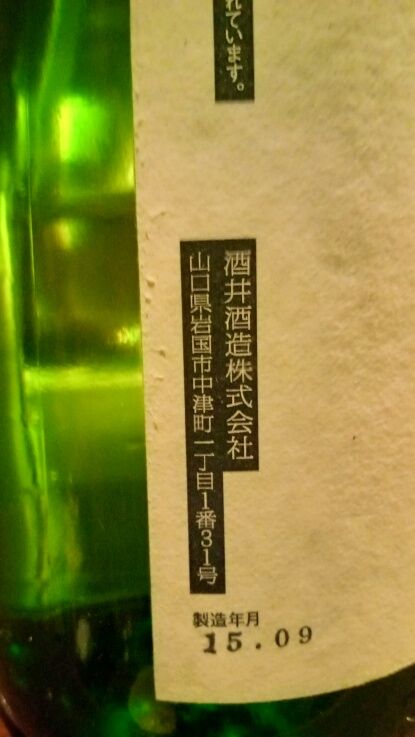 れています。
酒井酒造株式会社
山口県岩国市中津町一丁目1番31号
製造年月
15.09